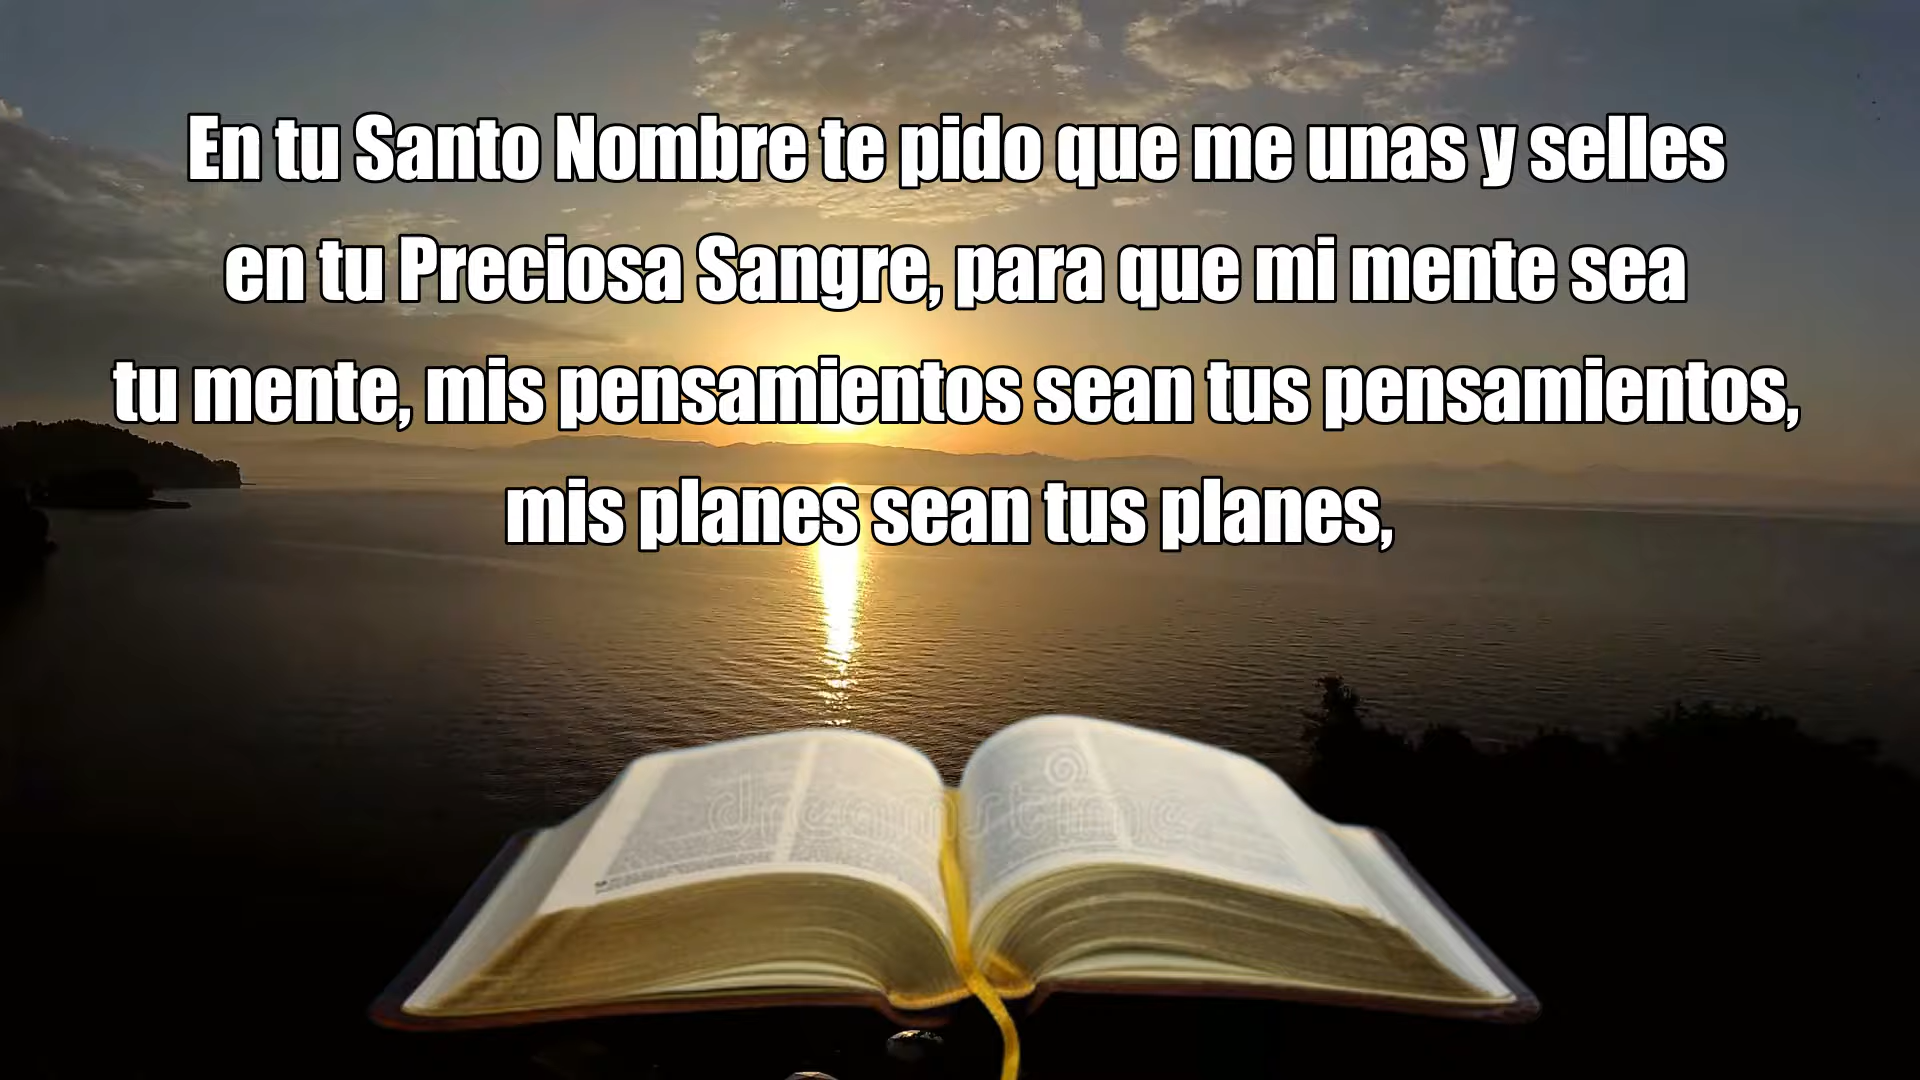 En tu Santo Nombre te pido que me unas y selles
en tu Preciosa Sangre, para que mi mente sea
tu mente, mis pensamientos sean tus pensamientos,
mis planes sean tus planes,
dreamstime